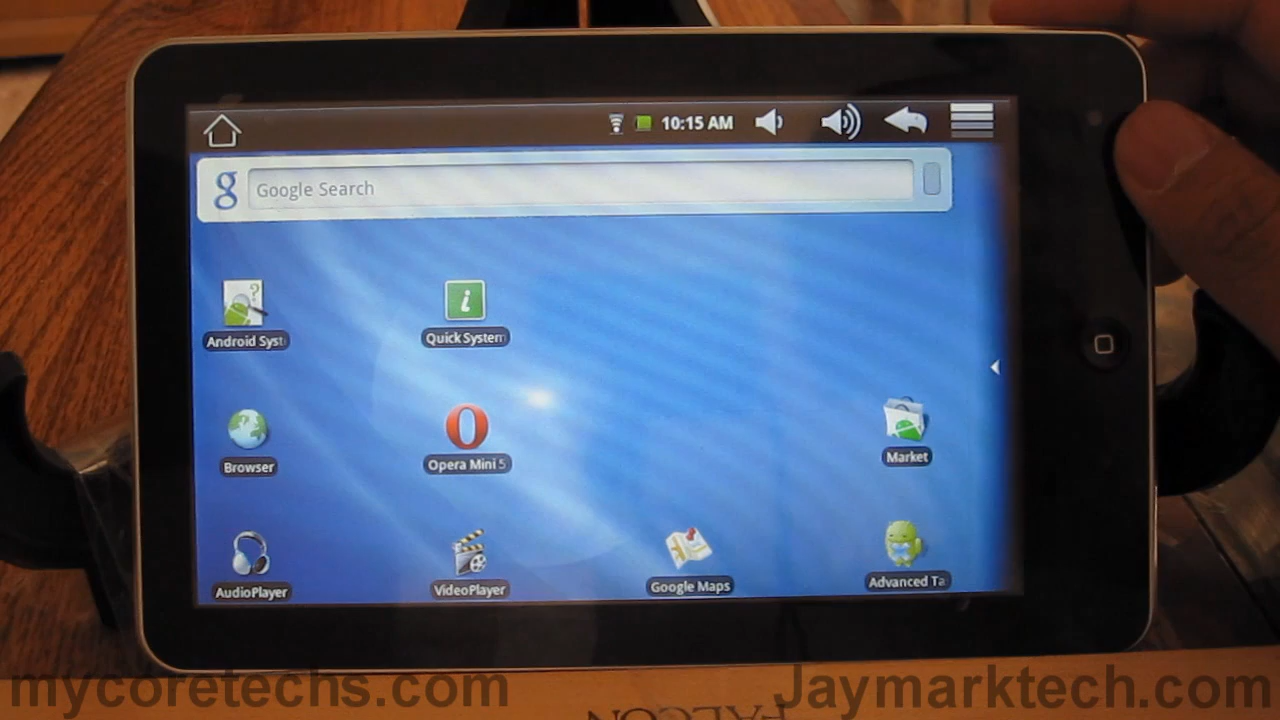 10:15 AM
g Google Search
Android Syst
Quick System
Browser
Opera Mini 5
Market
AudioPlayer
VideoPlayer
Google Maps
Advanced Ta
mycoretechs.com
Jaymarktech.com
FALCON